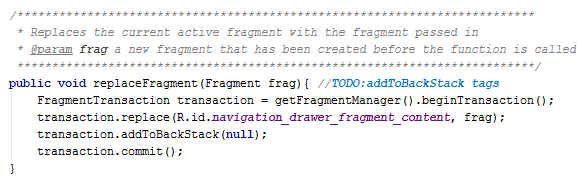 /*******************************************************************************
 * Replaces the current active fragment with the fragment passed in
 * @param frag a new fragment that has been created before the function is called
 *******************************************************************************/
public void replaceFragment(Fragment frag){ //TODO:addToBackStack tags
    FragmentTransaction transaction = getFragmentManager().beginTransaction();
    transaction.replace(R.id.navigation_drawer_fragment_content, frag);
    transaction.addToBackStack(null);
    transaction.commit();
}